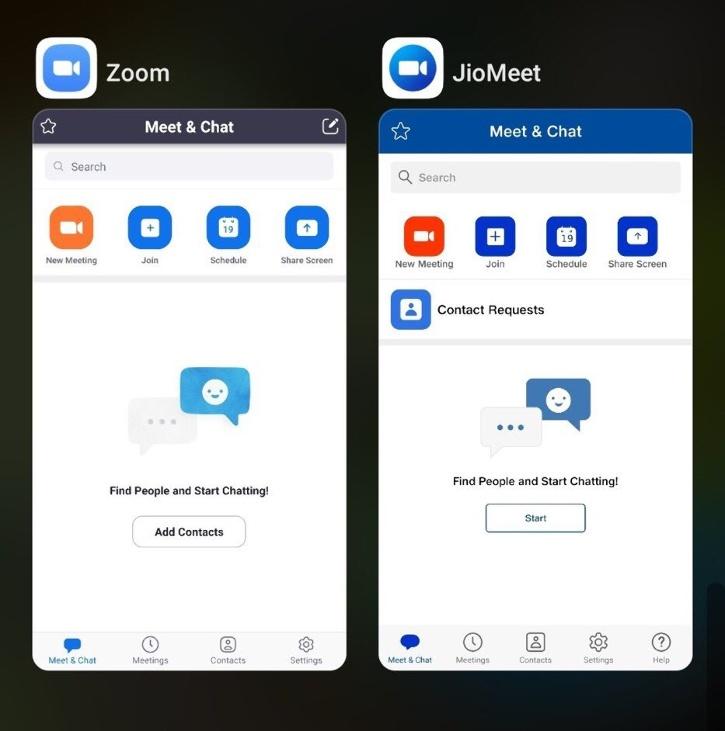 Zoom
Meet & Chat
Search
19
New Meeting
Join
Schedule
Share Screen
Find People and Start Chatting!
Add Contacts
Meet & Chat
Meetings
Contacts
Settings
JioMeet
Meet & Chat
Search
19
New Meeting
Join
Schedule
Share Screen
Contact Requests
Find People and Start Chatting!
Start
Meet & Chat
Meetings
Contacts
Settings
Help